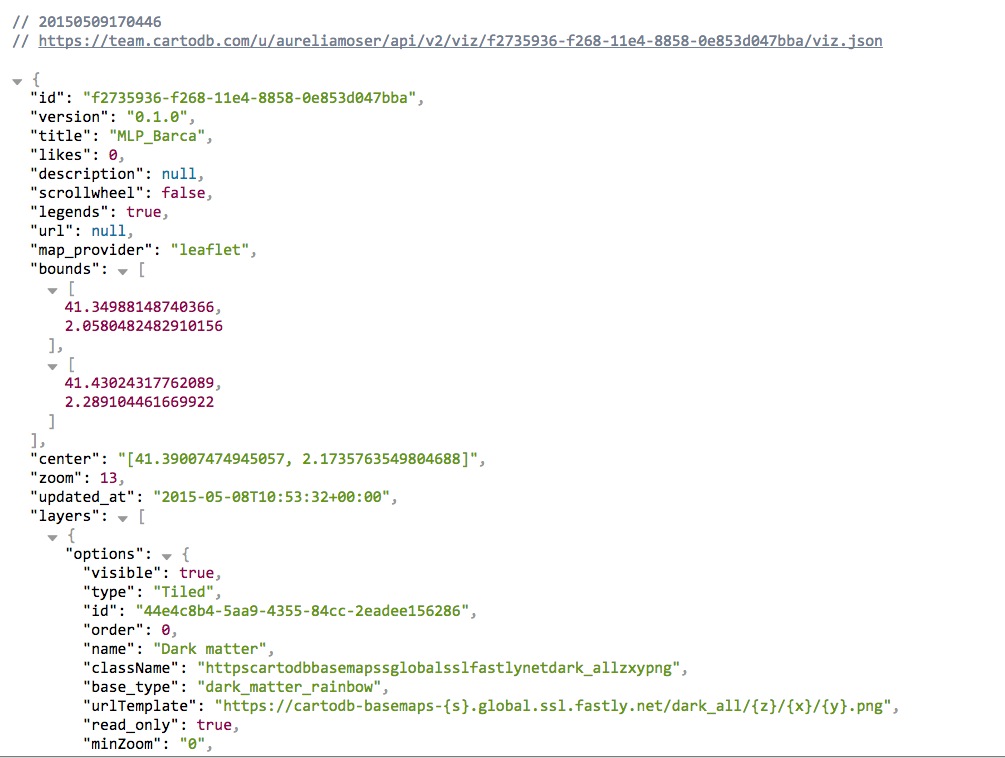 // 20150509170446
// https://team.cartodb.com/u/aureliamoser/api/v2/viz/f2735936-f268-11e4-8858-0e853d047bba/viz.json
{
"id": "f2735936-f268-11e4-8858-0e853d047bba",
"version": "0.1.0",
"title": "MLP_Barca",
"likes": 0,
"description": null,
"scrollwheel": false,
"legends": true,
"url": null,
"map_provider": "leaflet",
"bounds": [
[
41.34988148740366,
2.0580482482910156
],
[
41.43024317762089,
2.289104461669922
]
],
"center": "[41.39007474945057, 2.1735763549804688]",
"zoom": 13,
"updated_at": "2015-05-08T10:53:32+00:00",
"layers": [
{
"options": {
"visible": true,
"type": "Tiled",
"id": "44e4c8b4-5aa9-4355-84cc-2eadee156286",
"order": 0,
"name": "Dark matter",
"className": "httpscartodbbasemapssglobalsslfastlynetdark_allzxypng",
"base_type": "dark_matter_rainbow",
"urlTemplate": "https://cartodb-basemaps-{s}.global.ssl.fastly.net/dark_all/{z}/{x}/{y}.png",
"read_only": true,
"minZoom": "0",